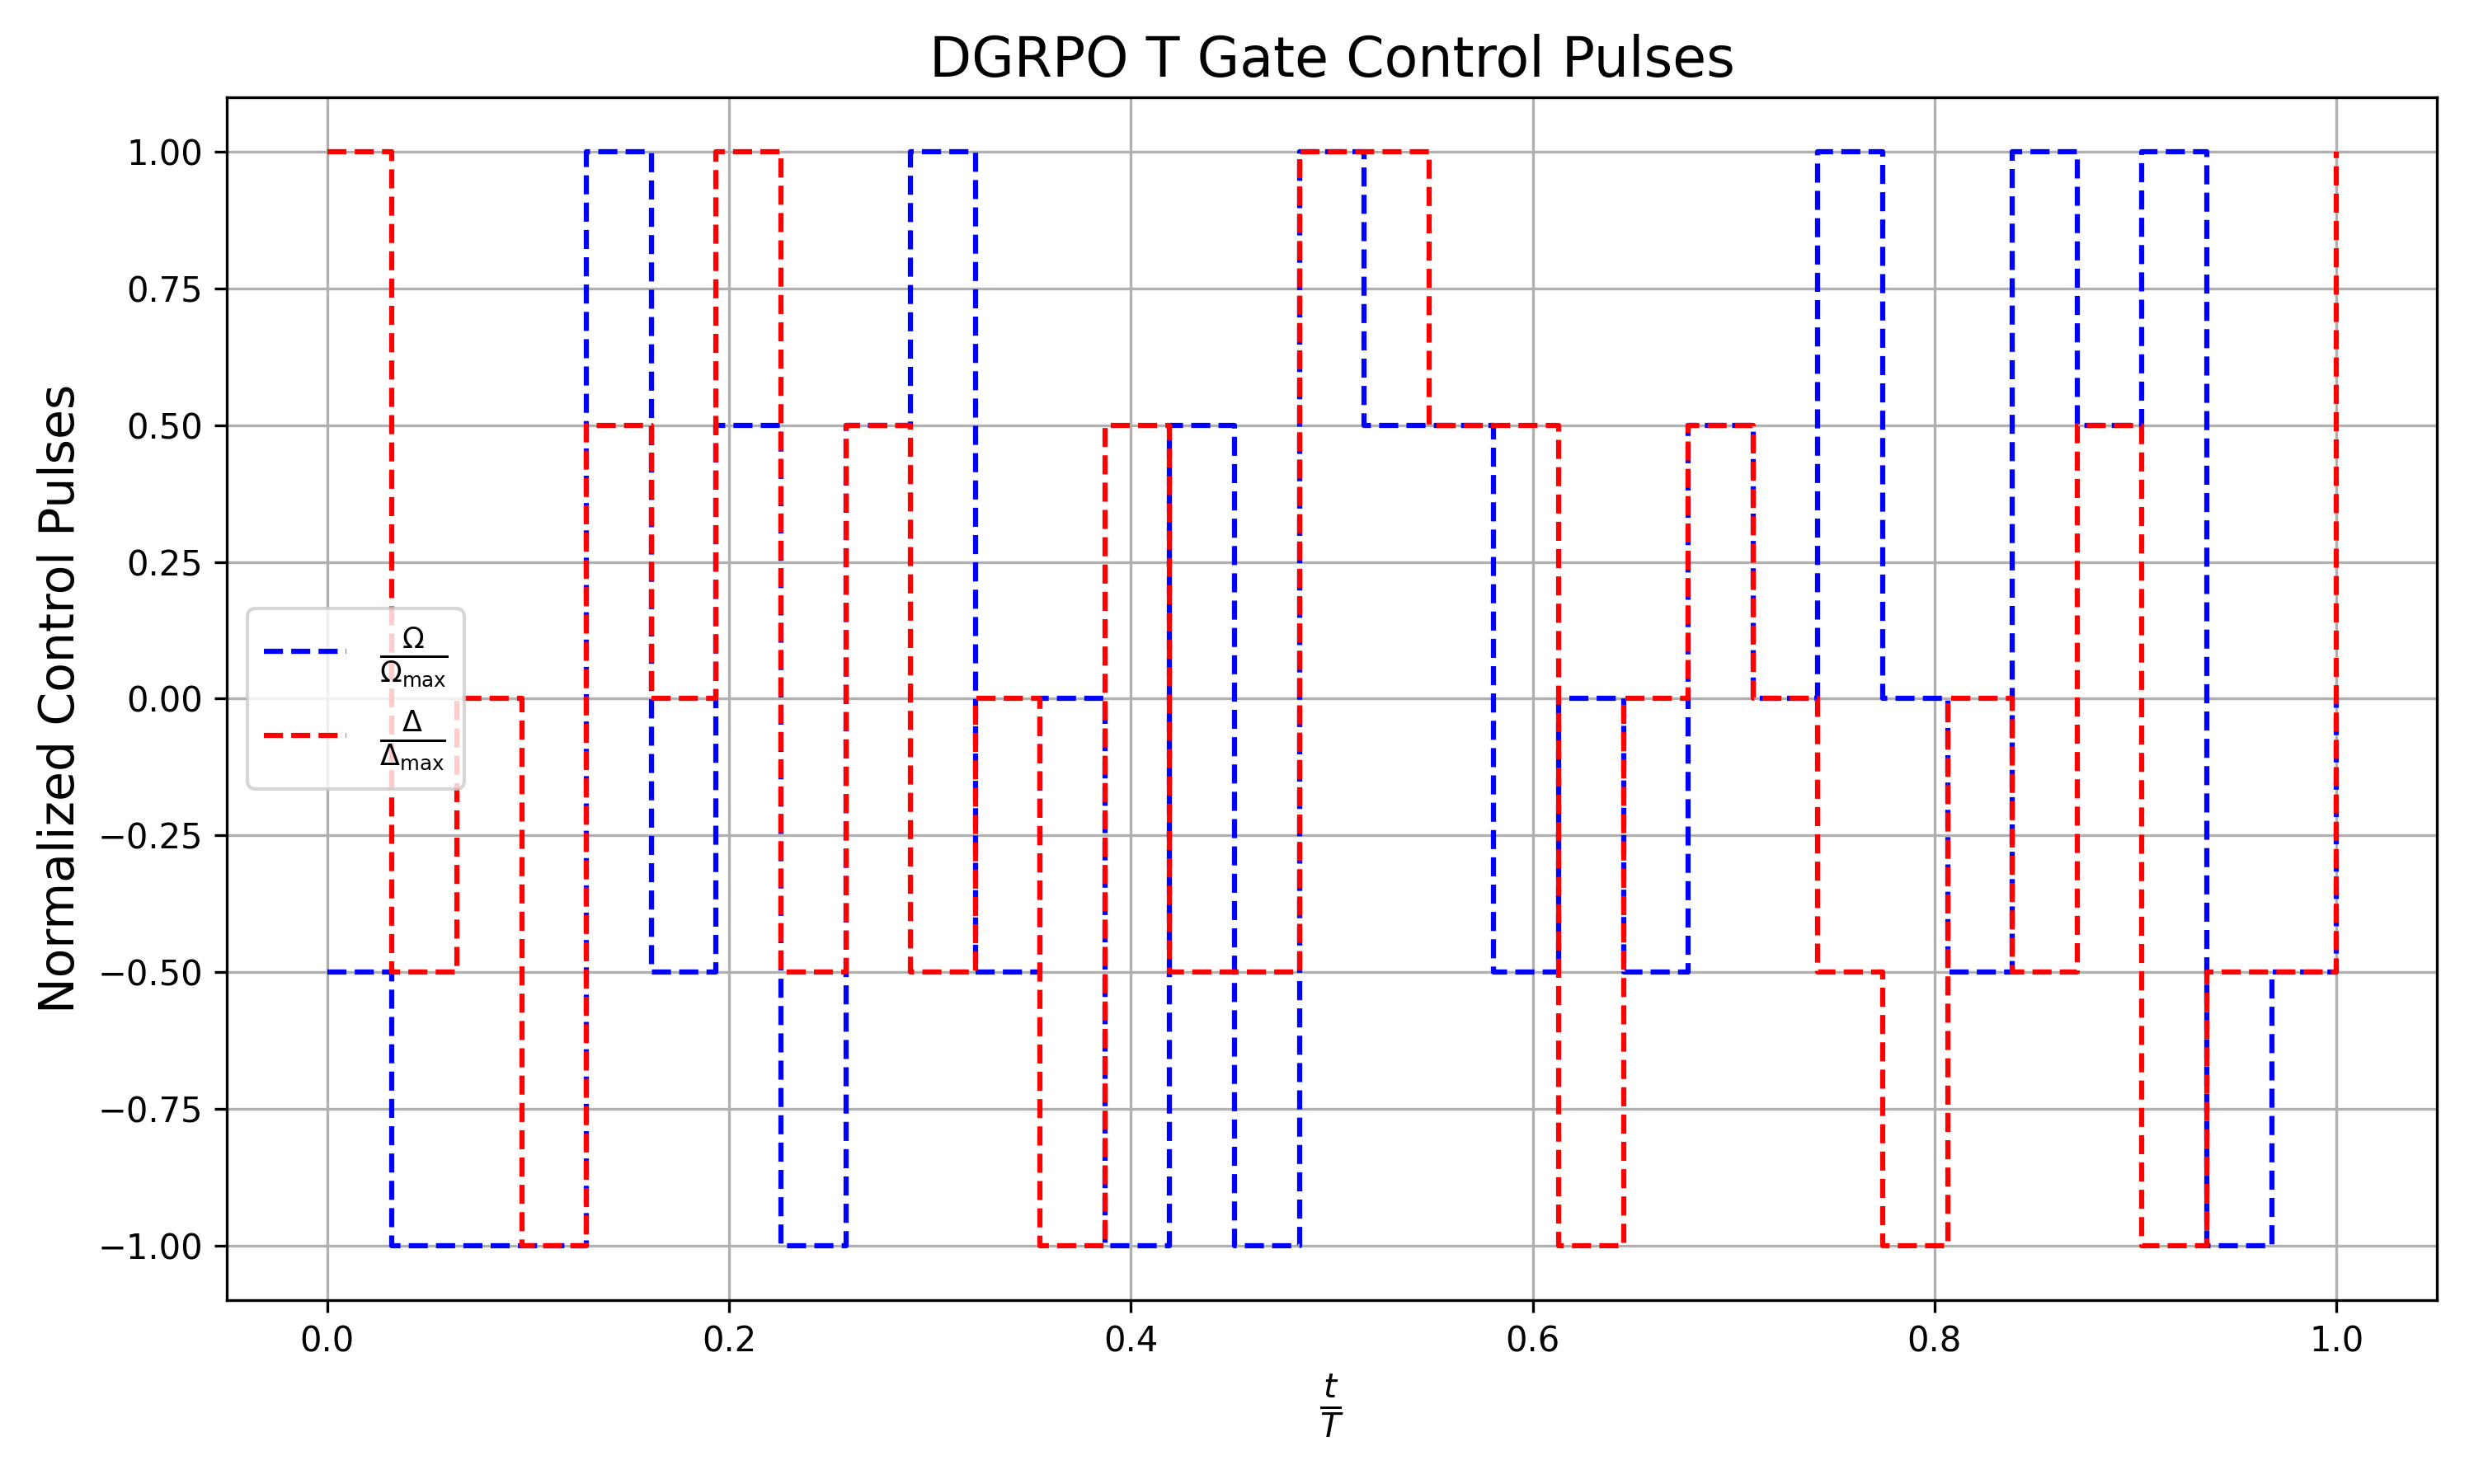 DGRPO T Gate Control Pulses
Normalized Control Pulses
1.00
0.75
0.50
0.25
0.00
−0.25
−0.50
−0.75
−1.00
Ω
Ωmax
Δ
Δmax
0.0 0.2 0.4 0.6 0.8 1.0
t
T